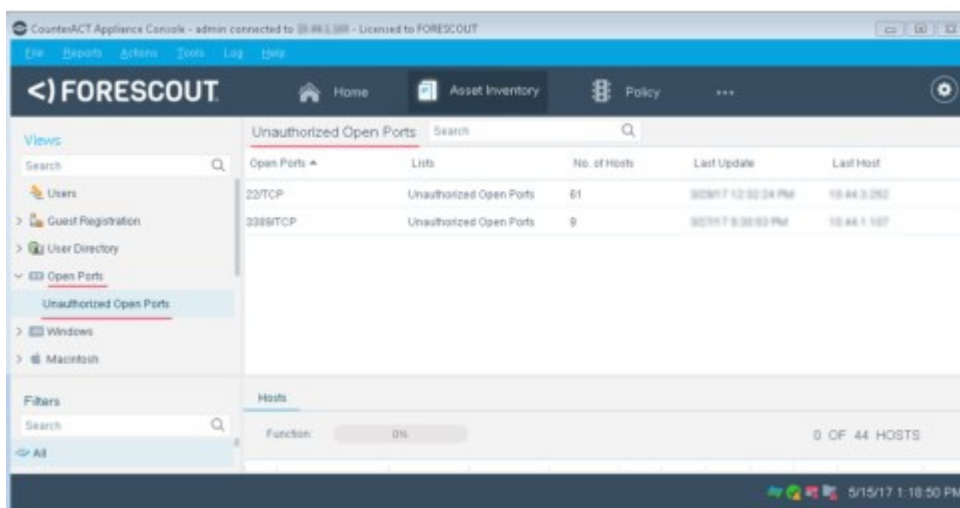 CounterACT Appliance Console - admin connected to - Licensed to FORESCOUT
File Reports Actions Tools Log Help
<) FORESCOUT Home Asset Inventory Policy •••
Views
Search
Users
Guest Registration
User Directory
Open Ports
Unauthorized Open Ports
Windows
Macintosh
Filters
Search
All
Unauthorized Open Ports Search
Open Ports Lists No. of Hosts Last Update Last Host
22/TCP Unauthorized Open Ports 61
3389/TCP Unauthorized Open Ports 9
Hosts
Function: 0% 0 OF 44 HOSTS
5/15/17 1:18:50 PM